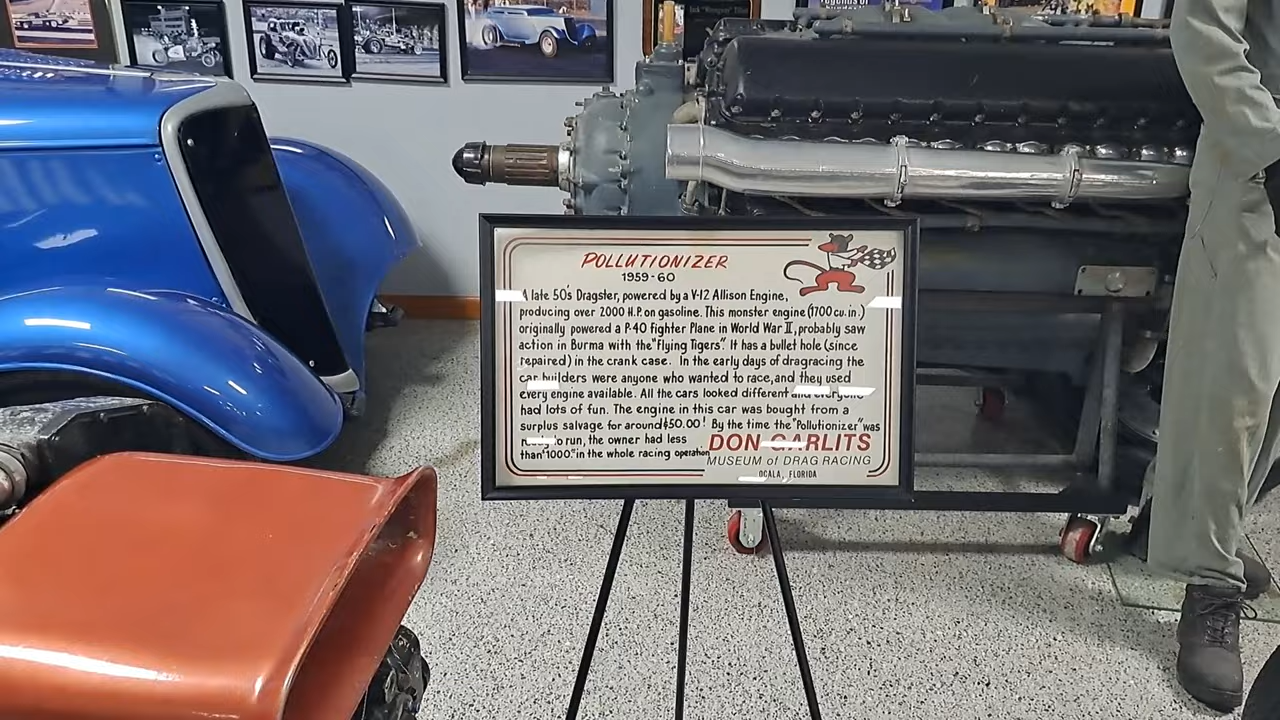 POLLUTIONIZER
1959-60
A late 50's Dragster, powered by a V-12 Allison Engine,
producing over 2000 H.P. on gasoline. This monster engine (1700 cu. in.)
originally powered a P-40 fighter Plane in World War II, probably saw
action in Burma with the "Flying Tigers". It has a bullet hole (since
repaired) in the crank case. In the early days of dragracing the
car builders were anyone who wanted to race, and they used
every engine available. All the cars looked different and everyone
had lots of fun. The engine in this car was bought from a
surplus salvage for around $50.00! By the time the "Pollutionizer" was
ready to run, the owner had less
than $1000.00 in the whole racing operation
DON GARLITS
MUSEUM of DRAG RACING
OCALA, FLORIDA